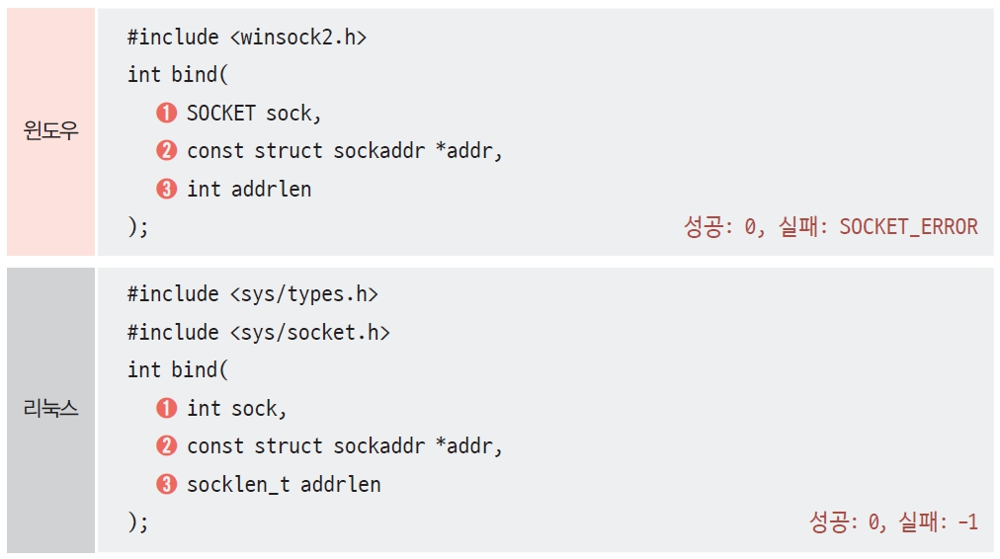 윈도우
#include <winsock2.h>
int bind(
❶ SOCKET sock,
❷ const struct sockaddr *addr,
❸ int addrlen
);
성공: 0, 실패: SOCKET_ERROR
리눅스
#include <sys/types.h>
#include <sys/socket.h>
int bind(
❶ int sock,
❷ const struct sockaddr *addr,
❸ socklen_t addrlen
);
성공: 0, 실패: -1